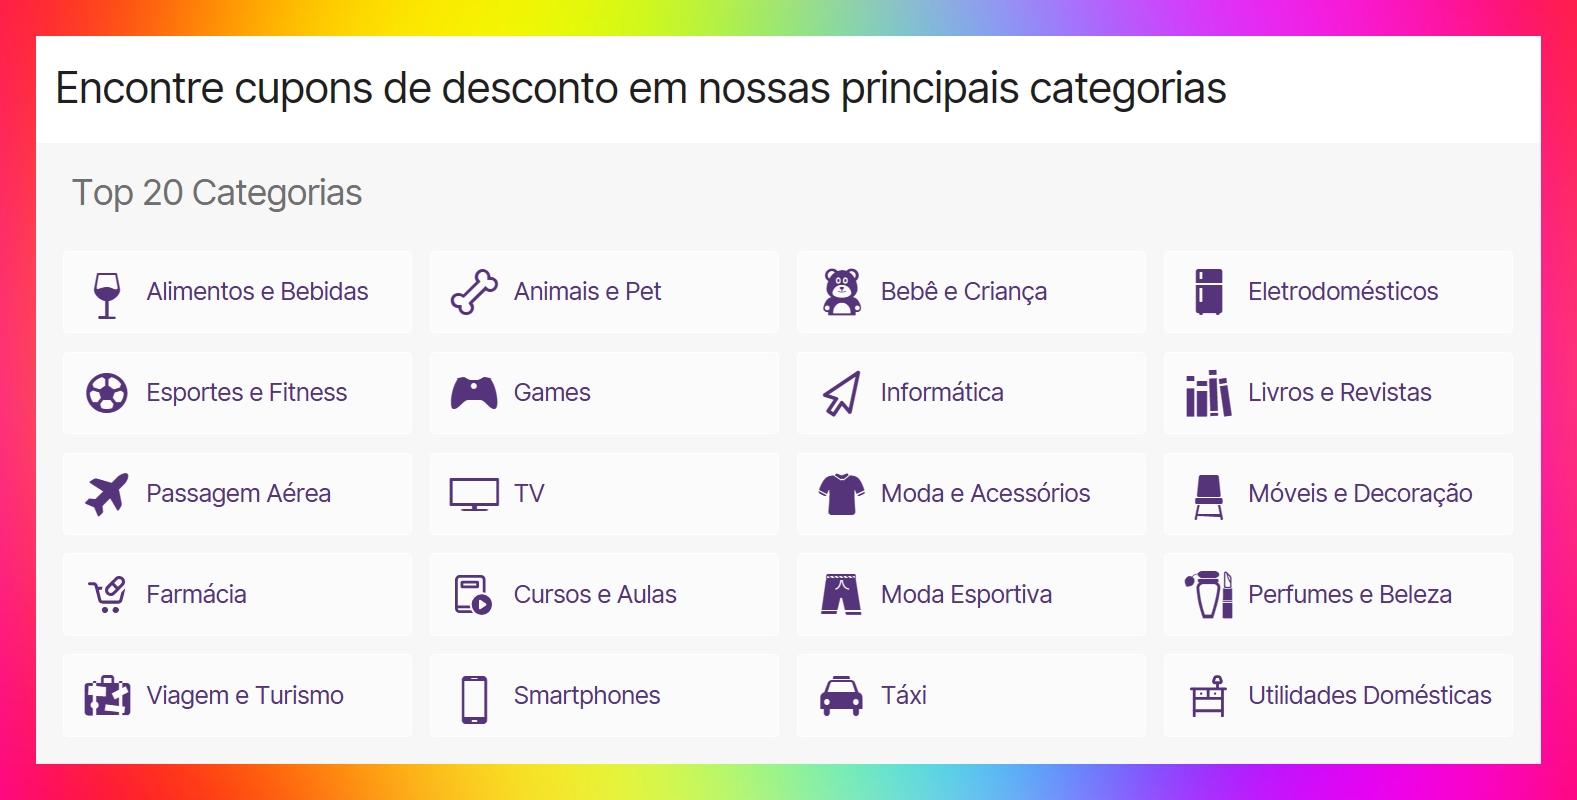 Encontre cupons de desconto em nossas principais categorias
Top 20 Categorias
Alimentos e Bebidas
Animais e Pet
Bebê e Criança
Eletrodomésticos
Esportes e Fitness
Games
Informática
Livros e Revistas
Passagem Aérea
TV
Moda e Acessórios
Móveis e Decoração
Farmácia
Cursos e Aulas
Moda Esportiva
Perfumes e Beleza
Viagem e Turismo
Smartphones
Táxi
Utilidades Domésticas